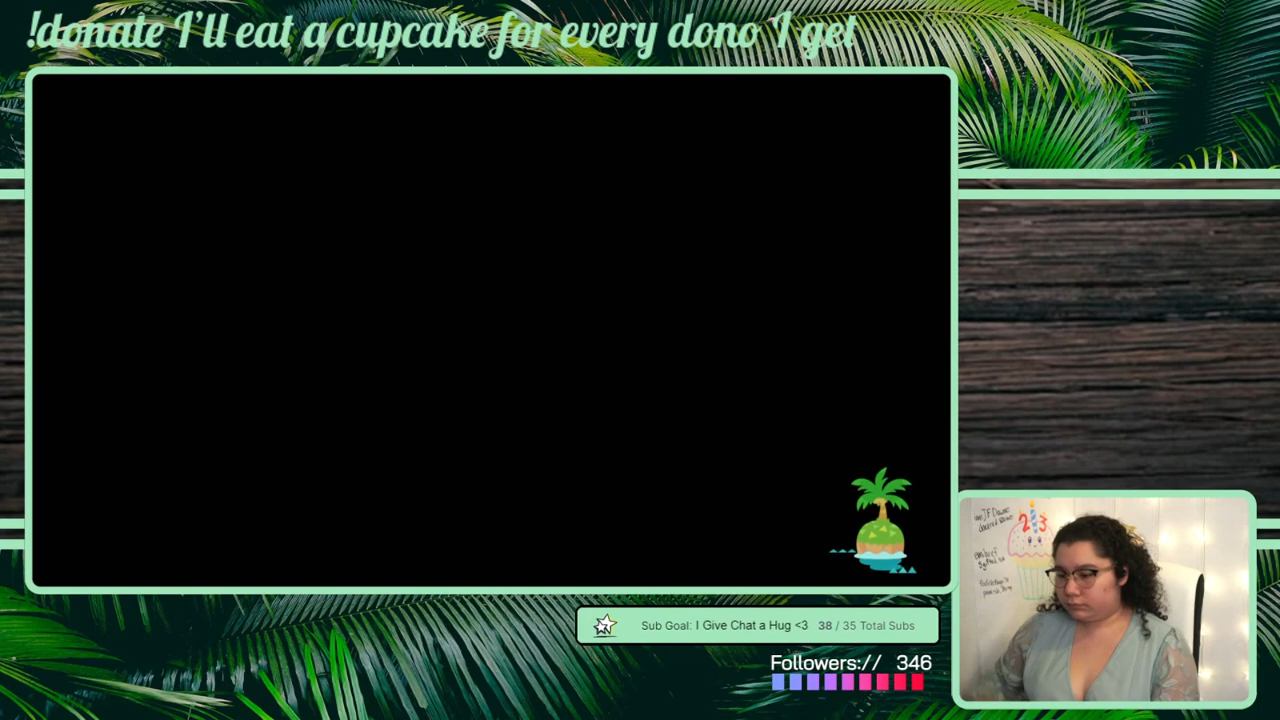 !donate I'll eat a cupcake for every dono I get
23
Sub Goal: I Give Chat a Hug <3 38 / 35 Total Subs
Followers:// 346